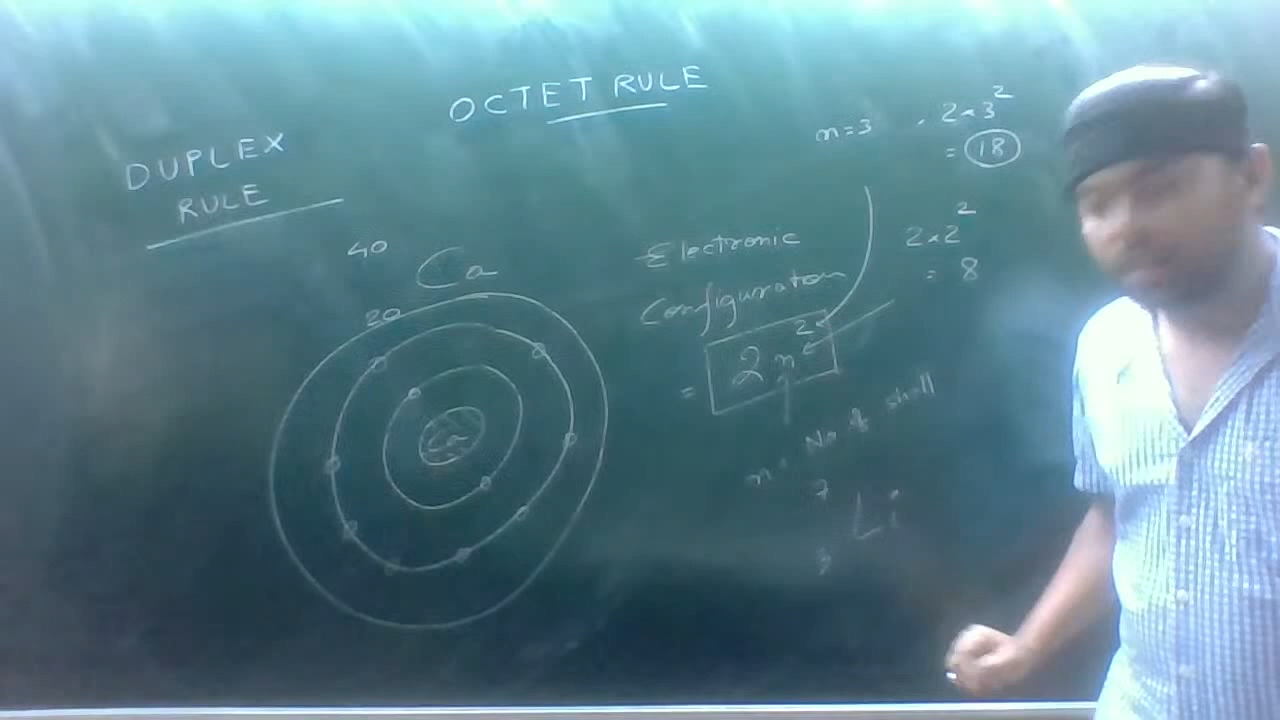 OCTET RULE
DUPLEX
RULE
40
Ca
20
Ca
Electronic
Configuration
= 2n²
n = No of shell
7
Li
3
n=3 . 2×3²
= 18
2×2²
= 8